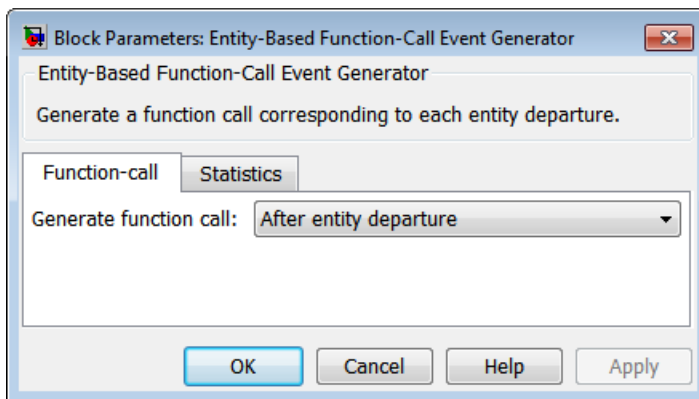 Block Parameters: Entity-Based Function-Call Event Generator
Entity-Based Function-Call Event Generator
Generate a function call corresponding to each entity departure.
Function-call Statistics
Generate function call: After entity departure
OK Cancel Help Apply